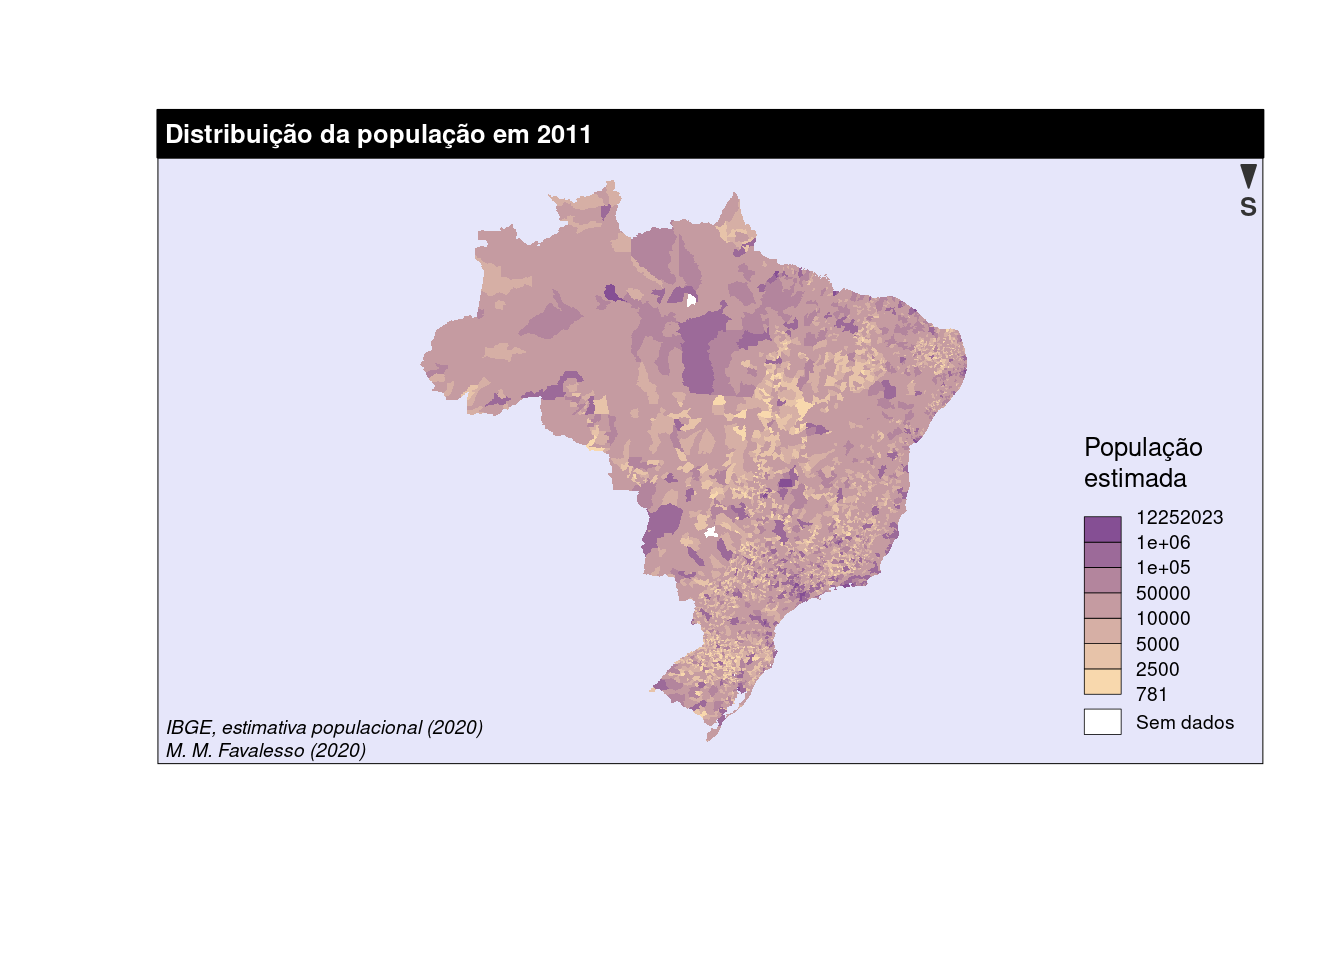 Distribuição da população em 2011
S
População
estimada
12252023
1e+06
1e+05
50000
10000
5000
2500
781
Sem dados
IBGE, estimativa populacional (2020)
M. M. Favalesso (2020)